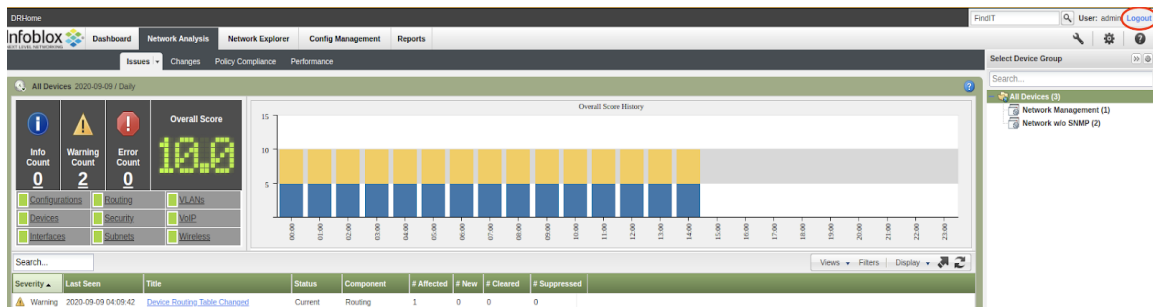 DRHome FindIT User: admin Logout
Infoblox Dashboard Network Analysis Network Explorer Config Management Reports
NEXT LEVEL NETWORKING
Issues Changes Policy Compliance Performance
Select Device Group
Search...
All Devices (3)
Network Management (1)
Network w/o SNMP (2)
All Devices 2020-09-09 / Daily
Info Count
0
Warning Count
2
Error Count
0
Overall Score
10.0
Configurations Routing VLANs
Devices Security VoIP
Interfaces Subnets Wireless
Overall Score History
15
10
5
00:00 01:00 02:00 03:00 04:00 05:00 06:00 07:00 08:00 09:00 10:00 11:00 12:00 13:00 14:00 15:00 16:00 17:00 18:00 19:00 20:00 21:00 22:00 23:00
Search... Views Filters Display
Severity Last Seen Title Status Component # Affected # New # Cleared # Suppressed
Warning 2020-09-09 04:09:42 Device Routing Table Changed Current Routing 1 0 0 0